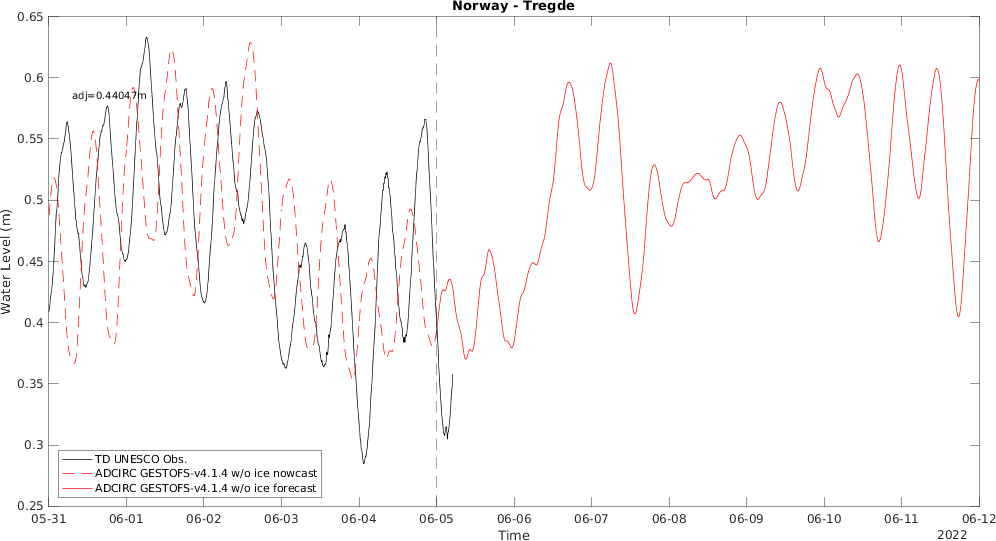 Norway - Tregde
Water Level (m)
0.65
0.6
0.55
0.5
0.45
0.4
0.35
0.3
0.25
adj=0.44047m
TD UNESCO Obs.
ADCIRC GESTOFS-v4.1.4 w/o ice nowcast
ADCIRC GESTOFS-v4.1.4 w/o ice forecast
05-31 06-01 06-02 06-03 06-04 06-05 06-06 06-07 06-08 06-09 06-10 06-11 06-12
Time
2022